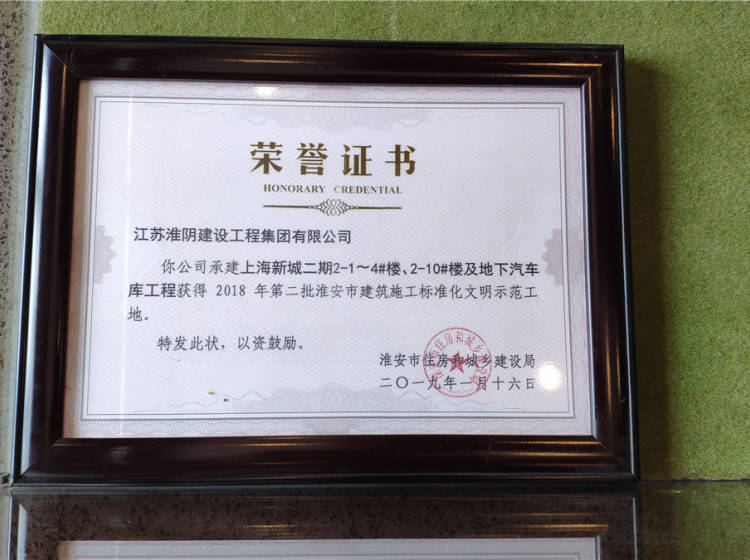 荣誉证书
HONORARY CREDENTIAL
江苏淮阴建设工程集团有限公司
你公司承建上海新城二期2-1～4#楼、2-10#楼及地下汽车
库工程获得 2018 年第二批淮安市建筑施工标准化文明示范工
地。
特发此状，以资鼓励。
淮安市住房和城乡建设局
二〇一九年一月十六日